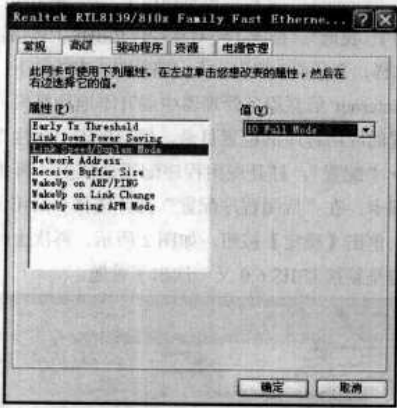 Realtek RTL8139/810x Family Fast Etherne...
常规 高级 驱动程序 资源 电源管理
此网卡可使用下列属性。在左边单击您想改变的属性，然后在
右边选择它的值。
属性(P)
值(V)
Early Tx Threshold
Link Down Power Saving
Link Speed/Duplex Mode
10 Full Mode
Network Address
Receive Buffer Size
WakeUp on ARP/PING
WakeUp on Link Change
WakeUp using APM Mode
确定 取消